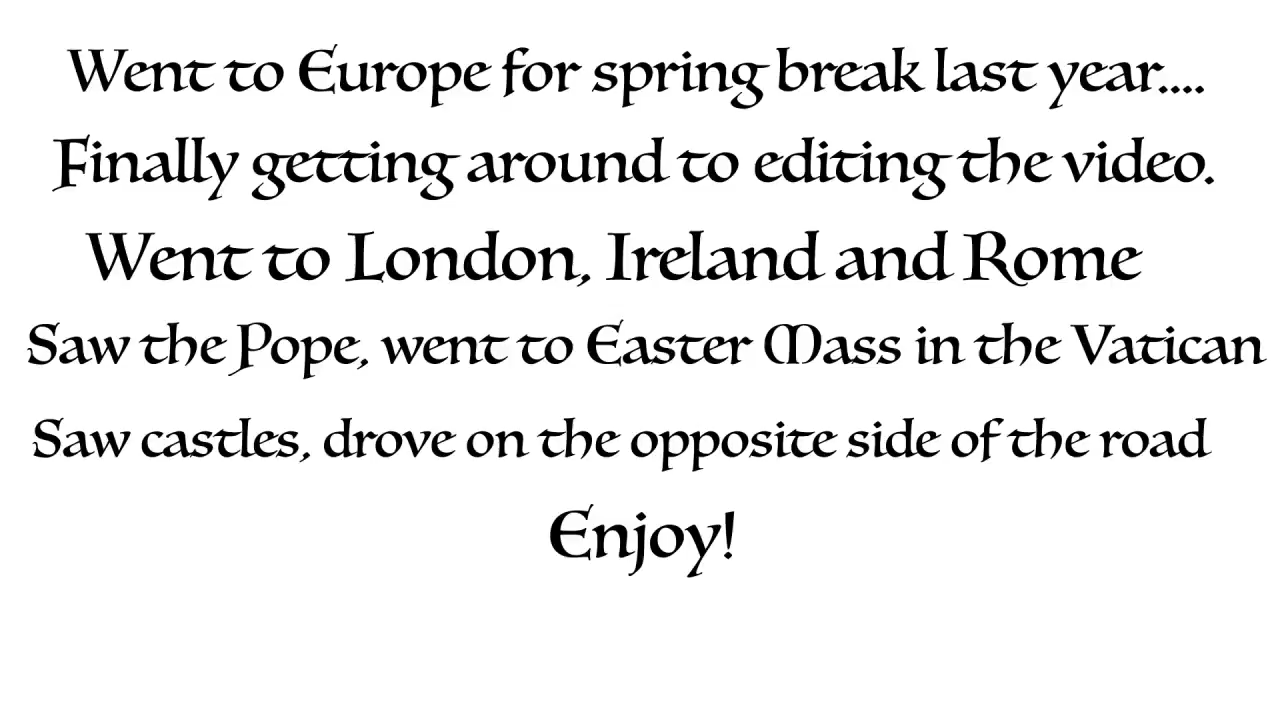 Went to Europe for spring break last year....
Finally getting around to editing the video.
Went to London, Ireland and Rome
Saw the Pope, went to Easter Mass in the Vatican
Saw castles, drove on the opposite side of the road
Enjoy!